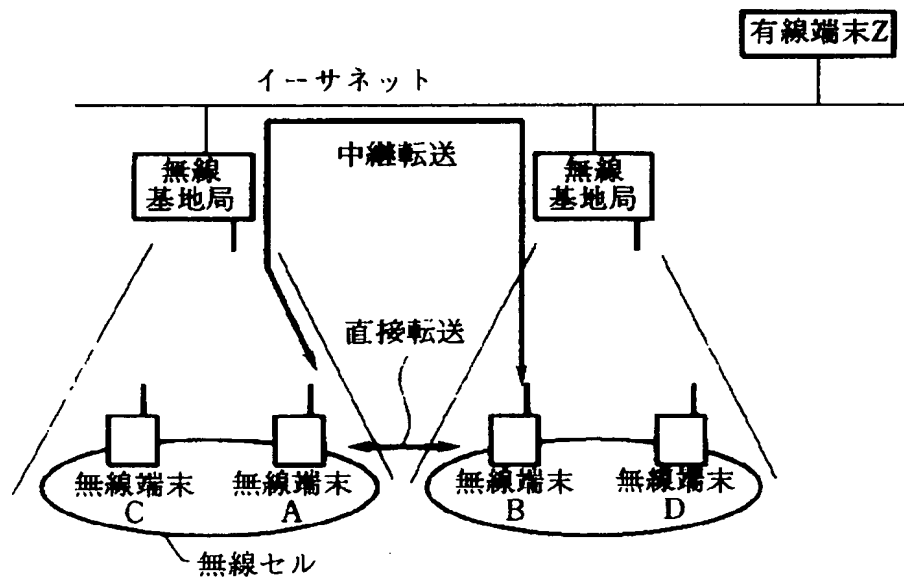 有線端末Z
イーサネット
中継転送
無線
基地局
無線
基地局
直接転送
無線端末
C
無線端末
A
無線端末
B
無線端末
D
無線セル